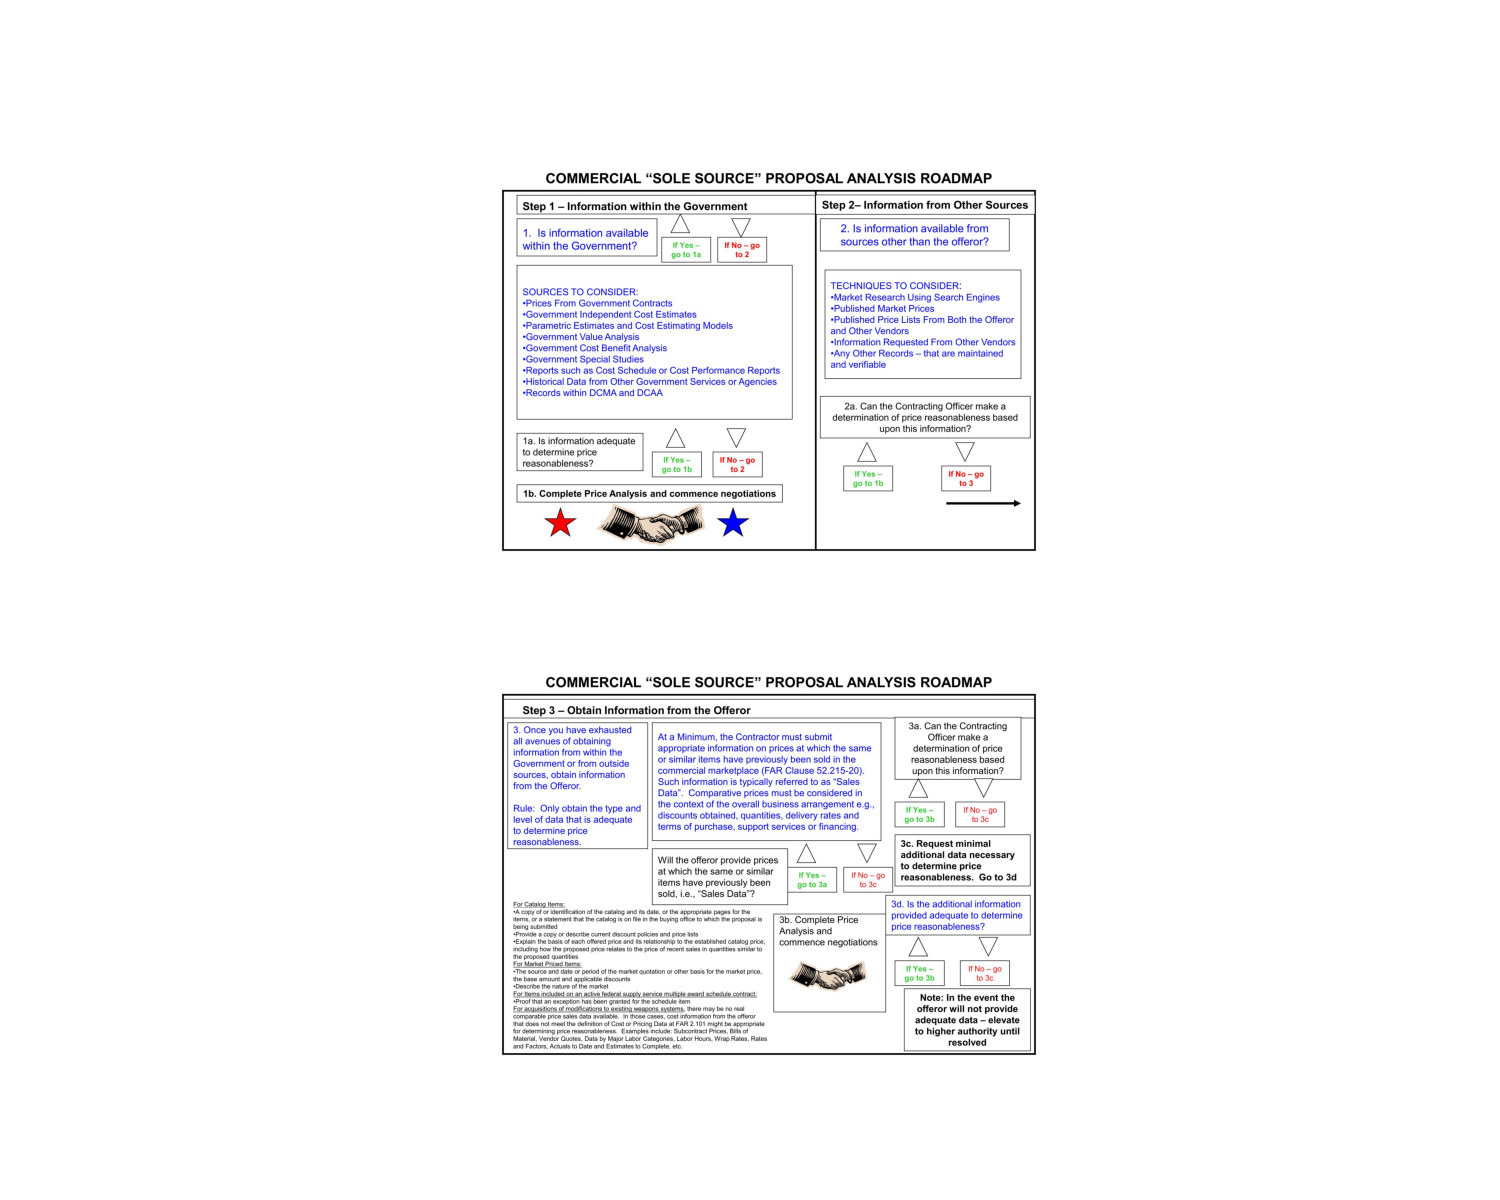 COMMERCIAL “SOLE SOURCE” PROPOSAL ANALYSIS ROADMAP
Step 1 – Information within the Government
1. Is information available
within the Government?
If Yes –
go to 1a
If No – go
to 2
SOURCES TO CONSIDER:
•Prices From Government Contracts
•Government Independent Cost Estimates
•Parametric Estimates and Cost Estimating Models
•Government Value Analysis
•Government Cost Benefit Analysis
•Government Special Studies
•Reports such as Cost Schedule or Cost Performance Reports
•Historical Data from Other Government Services or Agencies
•Records within DCMA and DCAA
1a. Is information adequate
to determine price
reasonableness?
If Yes –
go to 1b
If No – go
to 2
1b. Complete Price Analysis and commence negotiations
Step 2– Information from Other Sources
2. Is information available from
sources other than the offeror?
TECHNIQUES TO CONSIDER:
•Market Research Using Search Engines
•Published Market Prices
•Published Price Lists From Both the Offeror
and Other Vendors
•Information Requested From Other Vendors
•Any Other Records – that are maintained
and verifiable
2a. Can the Contracting Officer make a
determination of price reasonableness based
upon this information?
If Yes –
go to 1b
If No – go
to 3
COMMERCIAL “SOLE SOURCE” PROPOSAL ANALYSIS ROADMAP
Step 3 – Obtain Information from the Offeror
3. Once you have exhausted
all avenues of obtaining
information from within the
Government or from outside
sources, obtain information
from the Offeror.
Rule: Only obtain the type and
level of data that is adequate
to determine price
reasonableness.
At a Minimum, the Contractor must submit
appropriate information on prices at which the same
or similar items have previously been sold in the
commercial marketplace (FAR Clause 52.215-20).
Such information is typically referred to as “Sales
Data”. Comparative prices must be considered in
the context of the overall business arrangement e.g.,
discounts obtained, quantities, delivery rates and
terms of purchase, support services or financing.
Will the offeror provide prices
at which the same or similar
items have previously been
sold, i.e., “Sales Data”?
If Yes –
go to 3a
If No – go
to 3c
3a. Can the Contracting
Officer make a
determination of price
reasonableness based
upon this information?
If Yes –
go to 3b
If No – go
to 3c
3c. Request minimal
additional data necessary
to determine price
reasonableness. Go to 3d
3d. Is the additional information
provided adequate to determine
price reasonableness?
If Yes –
go to 3b
If No – go
to 3c
Note: In the event the
offeror will not provide
adequate data – elevate
to higher authority until
resolved
3b. Complete Price
Analysis and
commence negotiations
For Catalog Items:
•A copy of or identification of the catalog and its date, or the appropriate pages for the
items, or a statement that the catalog is on file in the buying office to which the proposal is
being submitted
•Provide a copy or describe current discount policies and price lists
•Explain the basis of each offered price and its relationship to the established catalog price,
including how the proposed price relates to the price of recent sales in quantities similar to
the proposed quantities
For Market Priced Items:
•The source and date or period of the market quotation or other basis for the market price,
the base amount and applicable discounts
•Describe the nature of the market
For Items included on an active federal supply service multiple award schedule contract:
•Proof that an exception has been granted for the schedule item
For acquisitions of modifications to existing weapons systems, there may be no real
comparable price sales data available. In those cases, cost information from the offeror
that does not meet the definition of Cost or Pricing Data at FAR 2.101 might be appropriate
for determining price reasonableness. Examples include: Subcontract Prices, Bills of
Material, Vendor Quotes, Data by Major Labor Categories, Labor Hours, Wrap Rates, Rates
and Factors, Actuals to Date and Estimates to Complete, etc.